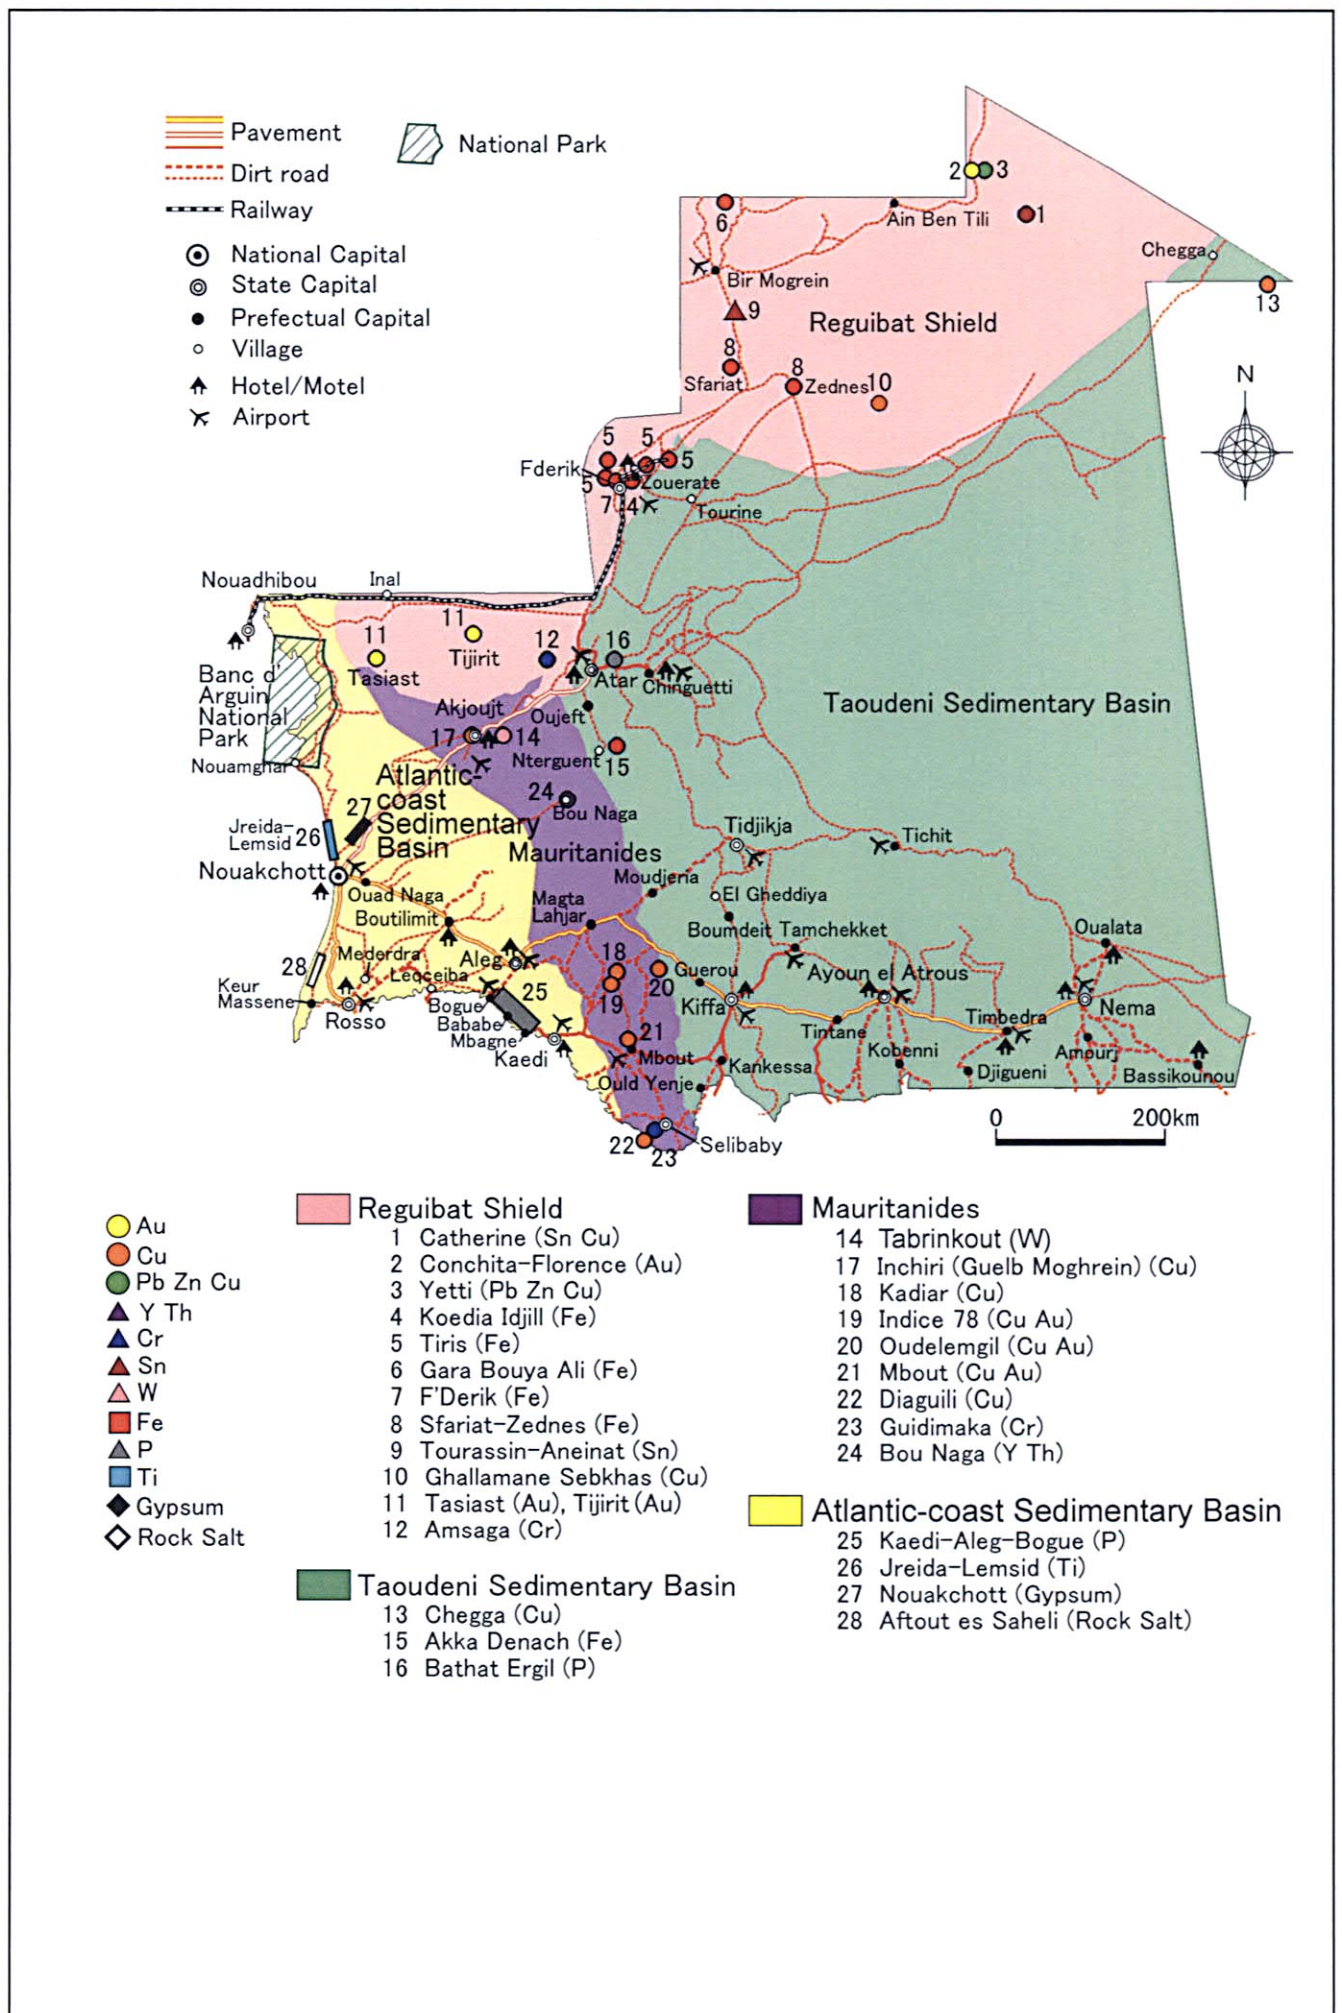 Pavement
Dirt road
Railway
National Park
National Capital
State Capital
Prefectual Capital
Village
Hotel/Motel
Airport
N
2
3
1
6
Ain Ben Tili
Chegga
13
Bir Mogrein
9
Reguibat Shield
8
Sfariat
8
Zednes
10
5
5
5
Fderik
5
Zouerate
7
4
Tourine
Nouadhibou
Inal
11
11
12
16
Tasiast
Tijirit
Atar
Chinguetti
Banc d'
Arguin
National
Park
Taoudeni Sedimentary Basin
Akjoujt
Oujeft
17
14
Nterguent
15
Nouamghar
Atlantic-
coast
Sedimentary
Basin
24
Bou Naga
27
Jreida-
Lemsid
26
Tidjikja
Tichit
Mauritanides
Nouakchott
Moudjeria
Ouad Naga
El Gheddiya
Boutilimit
Magta
Lahjar
Boumdeit
Tamchekket
Oualata
Mederdra
Aleg
18
Guerou
Ayoun el Atrous
28
Leqceiba
19
20
Keur
Massene
Rosso
Bogue
25
Kiffa
Nema
Bababe
Tintane
Timbedra
Mbagne
Kaedi
21
Mbout
Kobenni
Amourj
Kankessa
Djigueni
Bassikounou
Ould Yenje
22
23
Selibaby
0
200km
Au
Cu
Pb Zn Cu
Y Th
Cr
Sn
W
Fe
P
Ti
Gypsum
Rock Salt
Reguibat Shield
1 Catherine (Sn Cu)
2 Conchita-Florence (Au)
3 Yetti (Pb Zn Cu)
4 Koedia Idjill (Fe)
5 Tiris (Fe)
6 Gara Bouya Ali (Fe)
7 F'Derik (Fe)
8 Sfariat-Zednes (Fe)
9 Tourassin-Aneinat (Sn)
10 Ghallamane Sebkhas (Cu)
11 Tasiast (Au), Tijirit (Au)
12 Amsaga (Cr)
Taoudeni Sedimentary Basin
13 Chegga (Cu)
15 Akka Denach (Fe)
16 Bathat Ergil (P)
Mauritanides
14 Tabrinkout (W)
17 Inchiri (Guelb Moghrein) (Cu)
18 Kadiar (Cu)
19 Indice 78 (Cu Au)
20 Oudelemgil (Cu Au)
21 Mbout (Cu Au)
22 Diaguili (Cu)
23 Guidimaka (Cr)
24 Bou Naga (Y Th)
Atlantic-coast Sedimentary Basin
25 Kaedi-Aleg-Bogue (P)
26 Jreida-Lemsid (Ti)
27 Nouakchott (Gypsum)
28 Aftout es Saheli (Rock Salt)